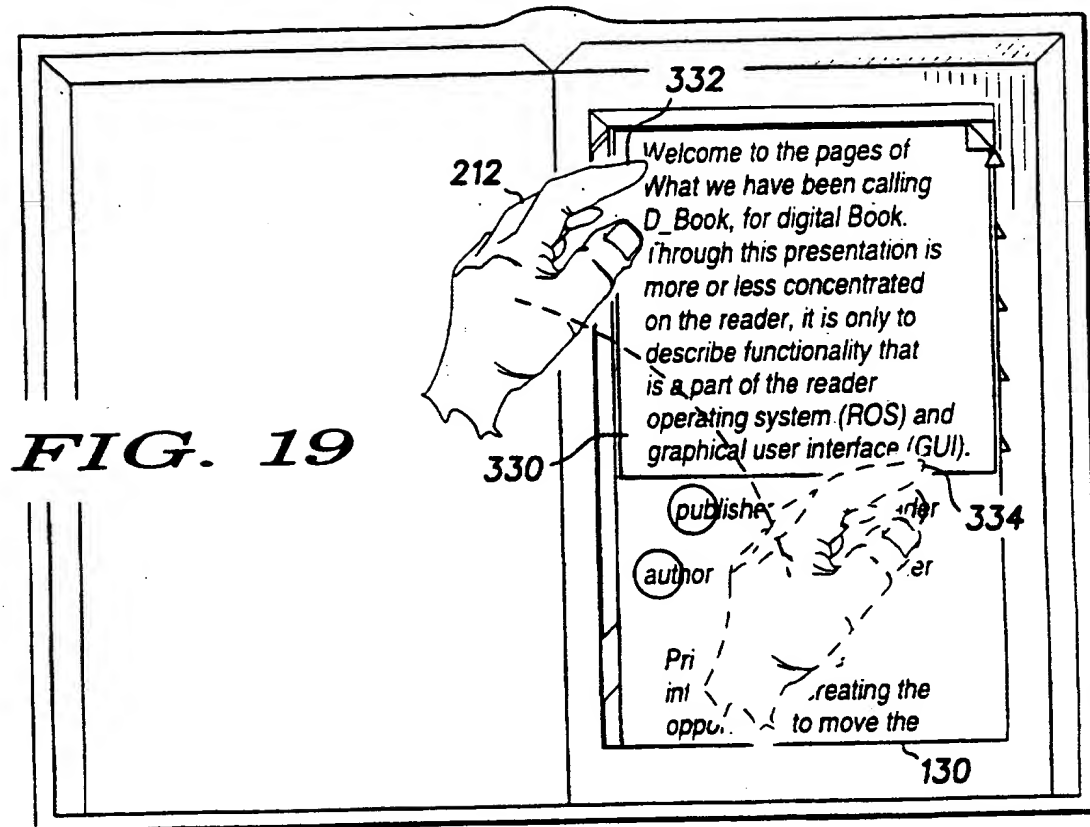 332
212
Welcome to the pages of
What we have been calling
D_Book, for digital Book.
Through this presentation is
more or less concentrated
on the reader, it is only to
describe functionality that
is a part of the reader
operating system (ROS) and
graphical user interface (GUI).
FIG. 19
330
334
publisher
author
to move the
130